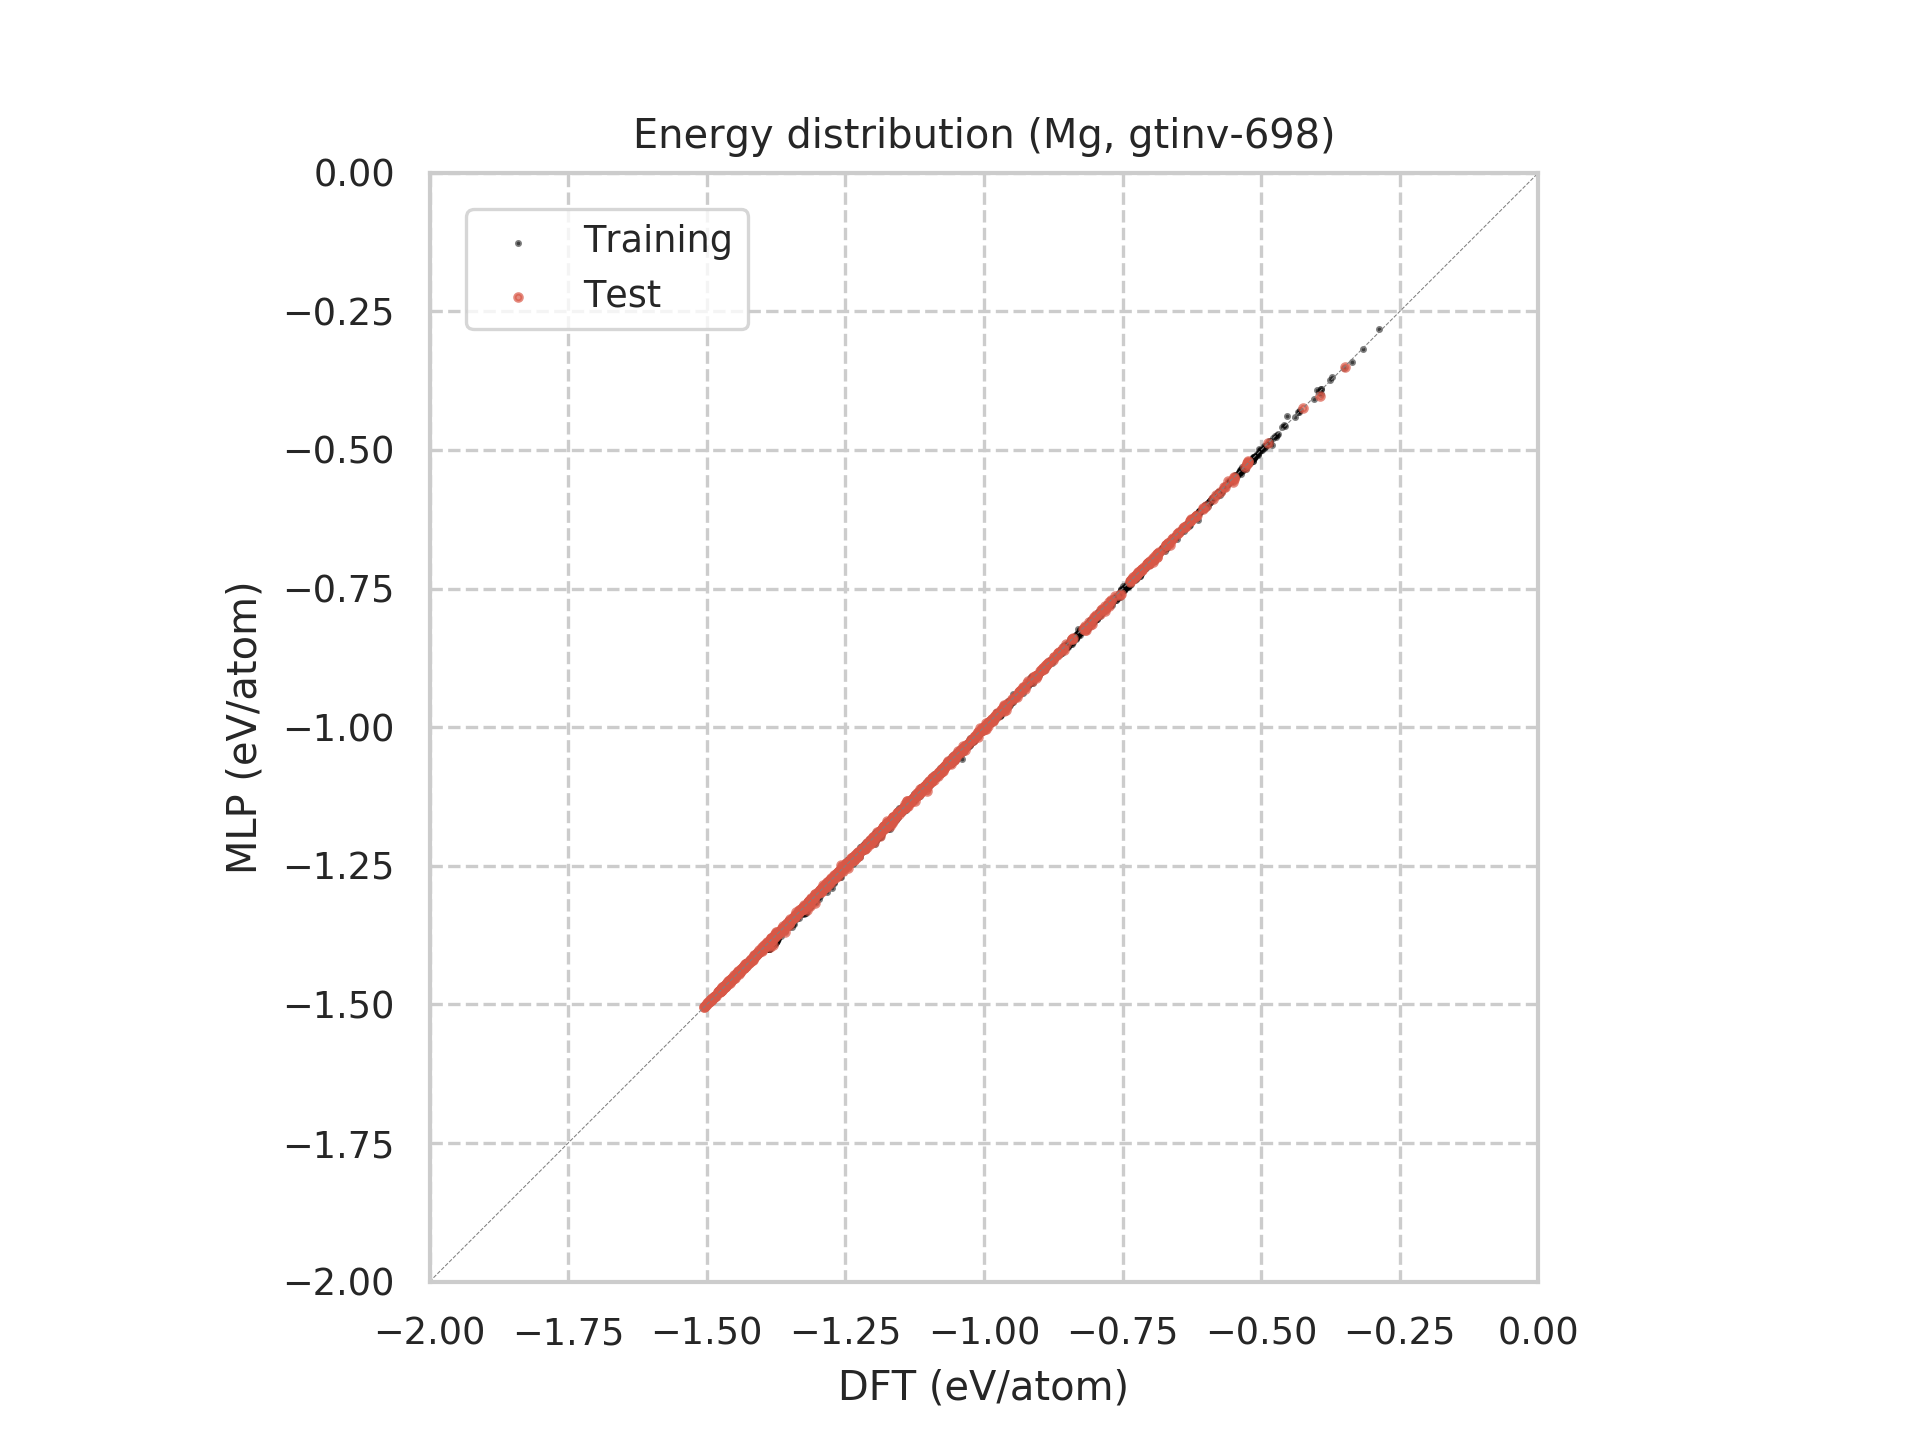 Energy distribution (Mg, gtinv-698)
Training
Test
0.00
−0.25
−0.50
−0.75
−1.00
−1.25
−1.50
−1.75
−2.00
MLP (eV/atom)
−2.00 −1.75 −1.50 −1.25 −1.00 −0.75 −0.50 −0.25 0.00
DFT (eV/atom)